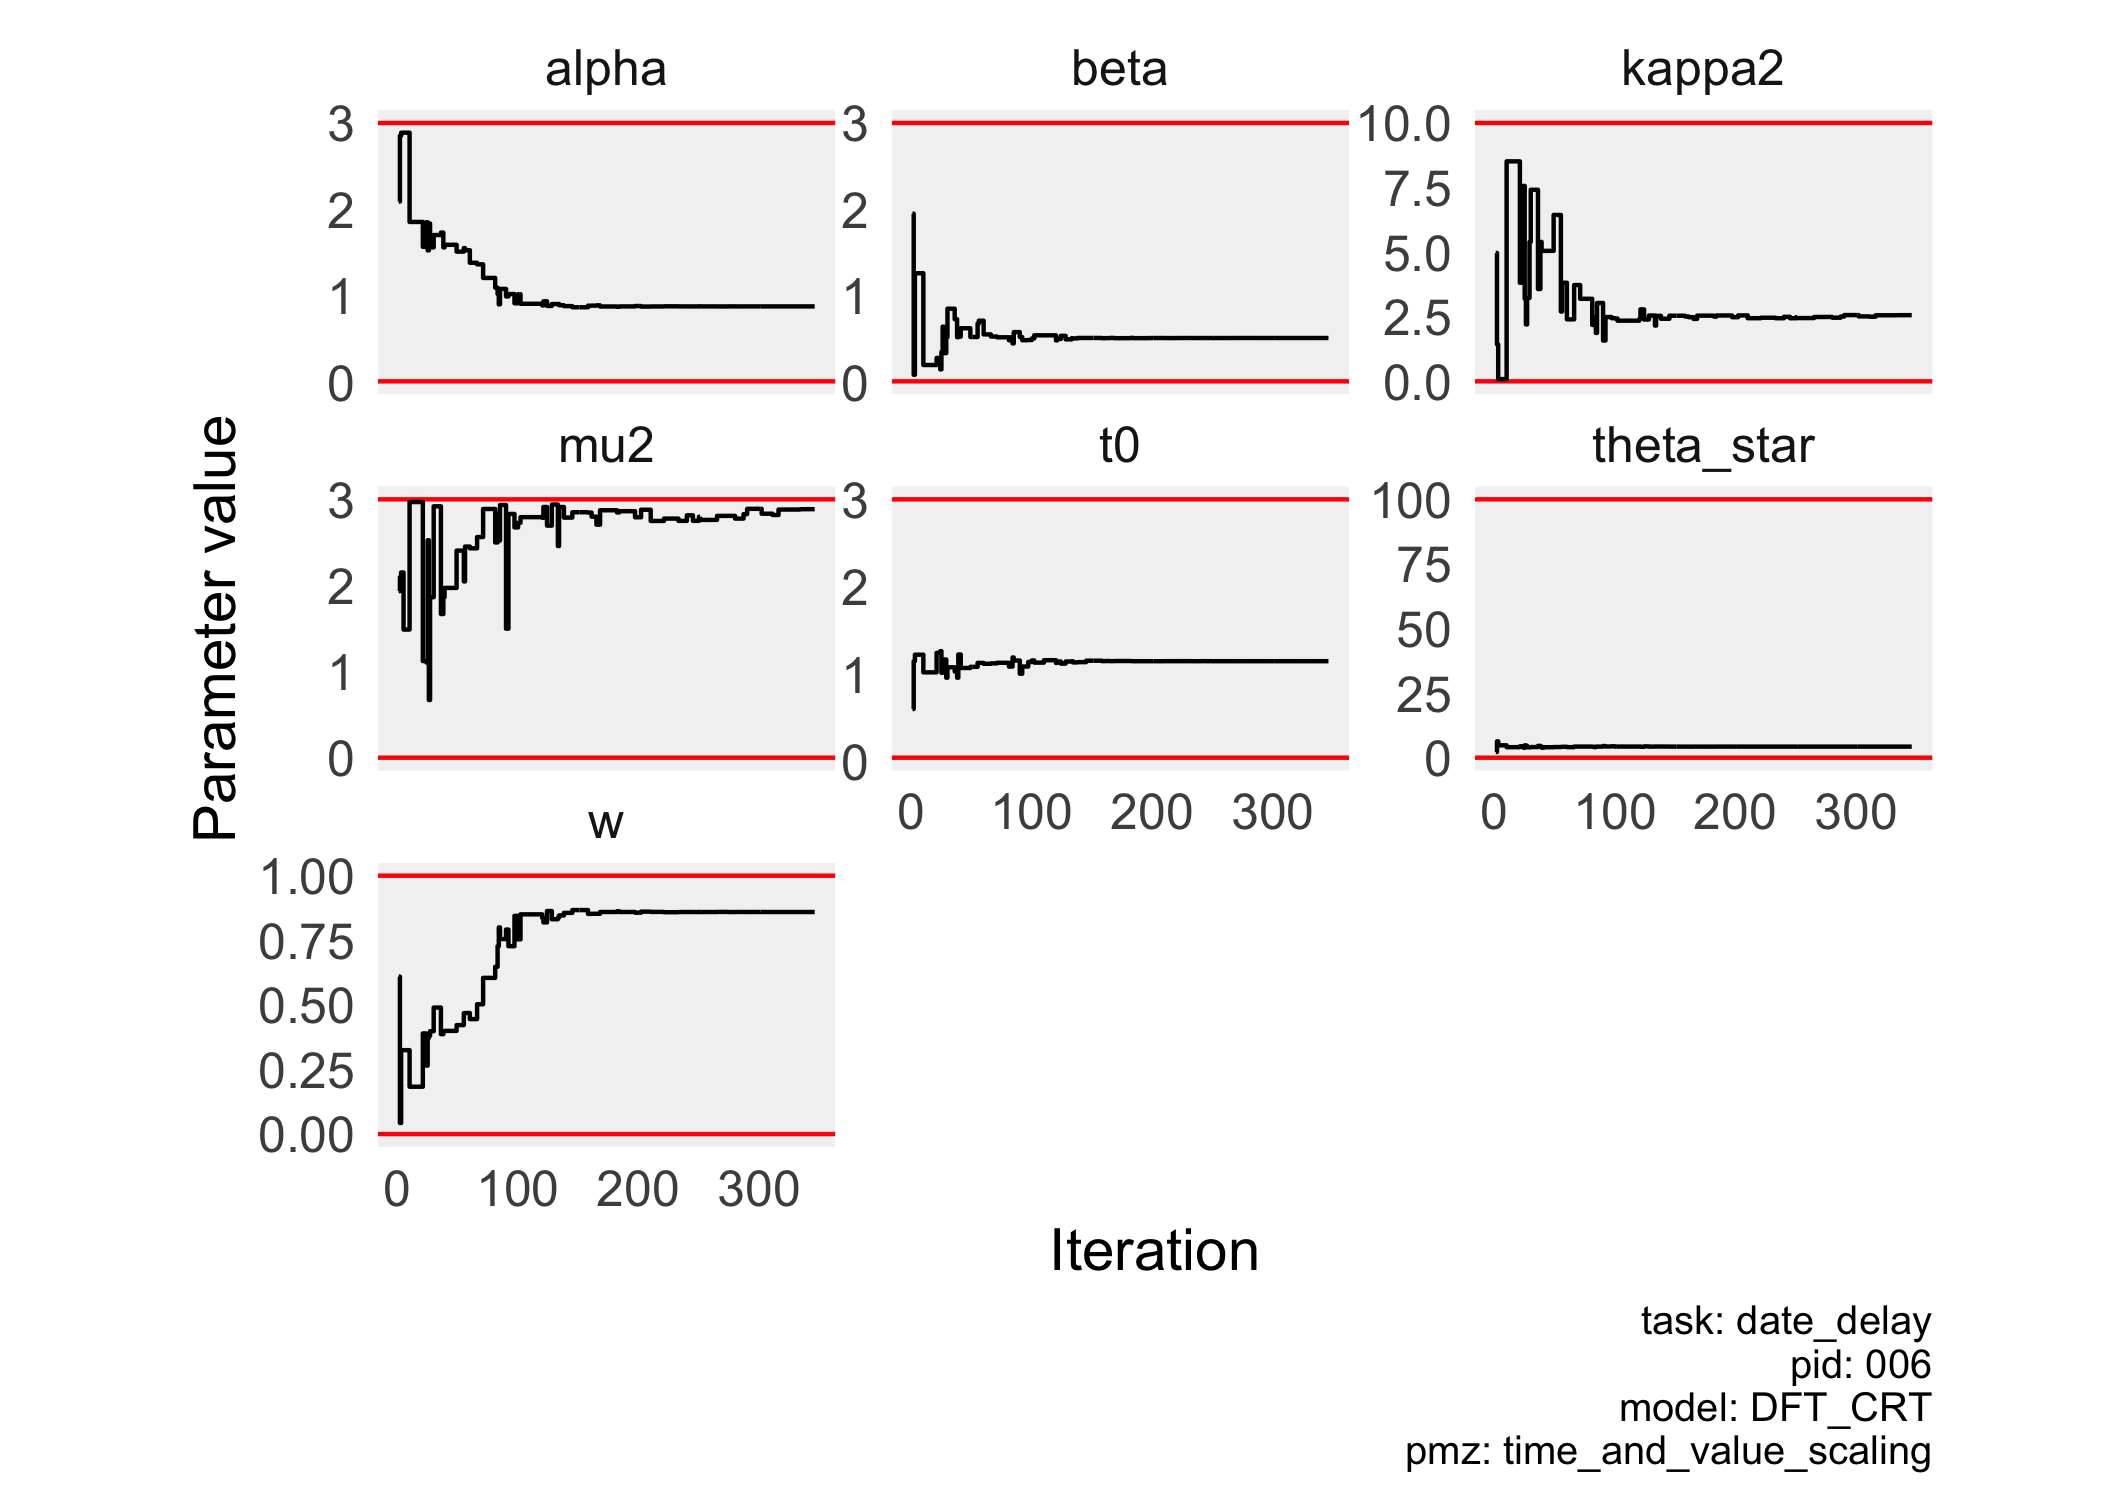 alpha
beta
kappa2
3
2
1
0
3
2
1
0
10.0
7.5
5.0
2.5
0.0
mu2
t0
theta_star
3
2
1
0
3
2
1
0
100
75
50
25
0
0 100 200 300
0 100 200 300
w
1.00
0.75
0.50
0.25
0.00
0 100 200 300
Parameter value
Iteration
task: date_delay
pid: 006
model: DFT_CRT
pmz: time_and_value_scaling